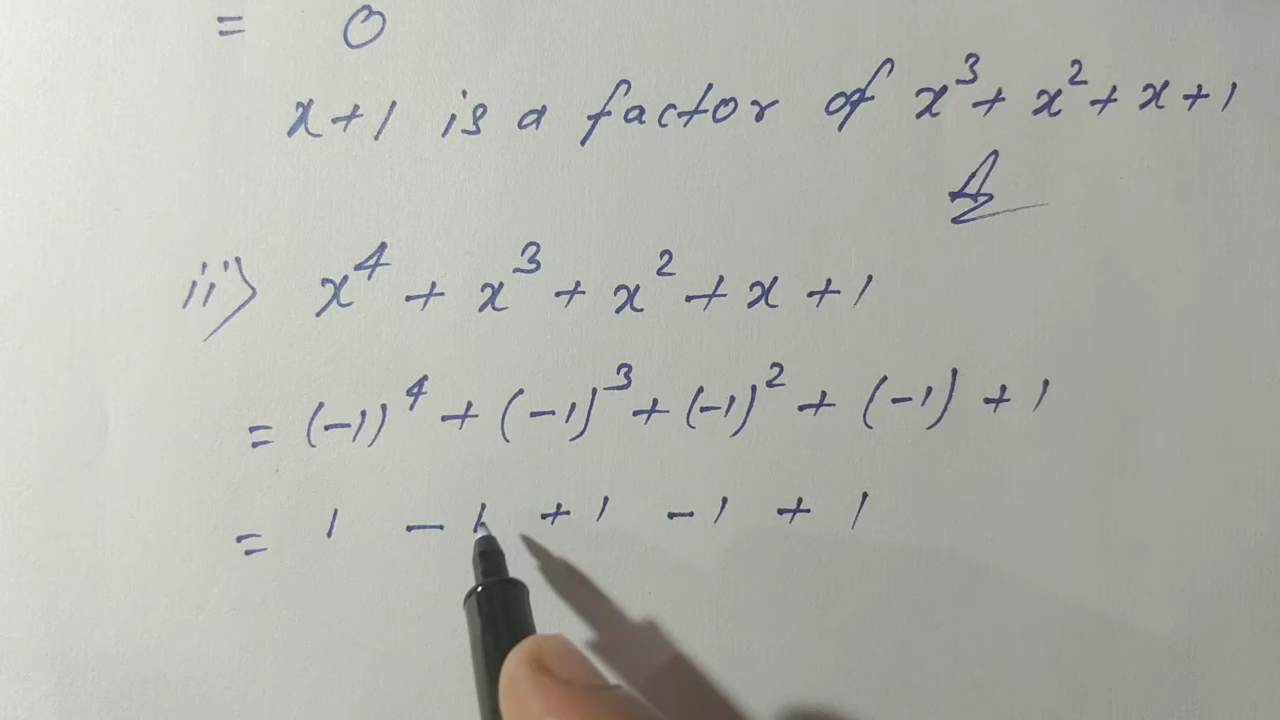 = 0
x+1 is a factor of x³+ x²+ x+1
ii) x⁴ + x³ + x² + x +1
= (-1)⁴ + (-1)³ + (-1)² + (-1) + 1
= 1 - 1 + 1 - 1 + 1